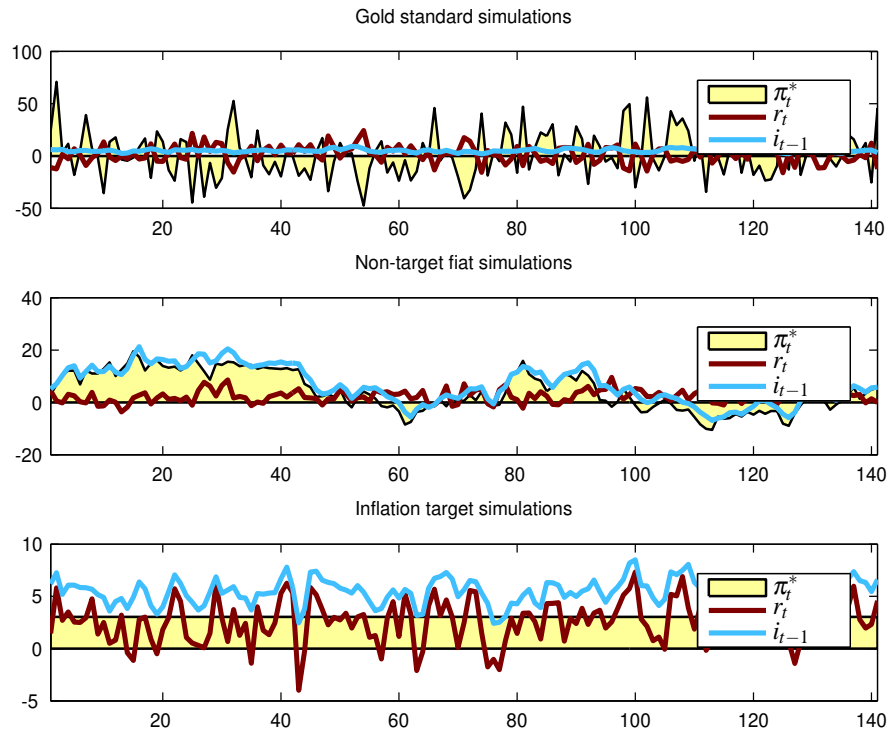 Gold standard simulations
100
50
0
-50
20 40 60 80 100 120 140
π*t
rt
it−1
Non-target fiat simulations
40
20
0
-20
20 40 60 80 100 120 140
π*t
rt
it−1
Inflation target simulations
10
5
0
-5
20 40 60 80 100 120 140
π*t
rt
it−1